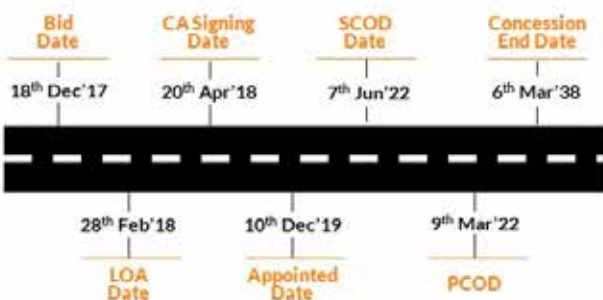 Bid
Date
18th Dec'17
CA Signing
Date
20th Apr'18
SCOD
Date
7th Jun'22
Concession
End Date
6th Mar'38
28th Feb'18
LOA
Date
10th Dec'19
Appointed
Date
9th Mar'22
PCOD